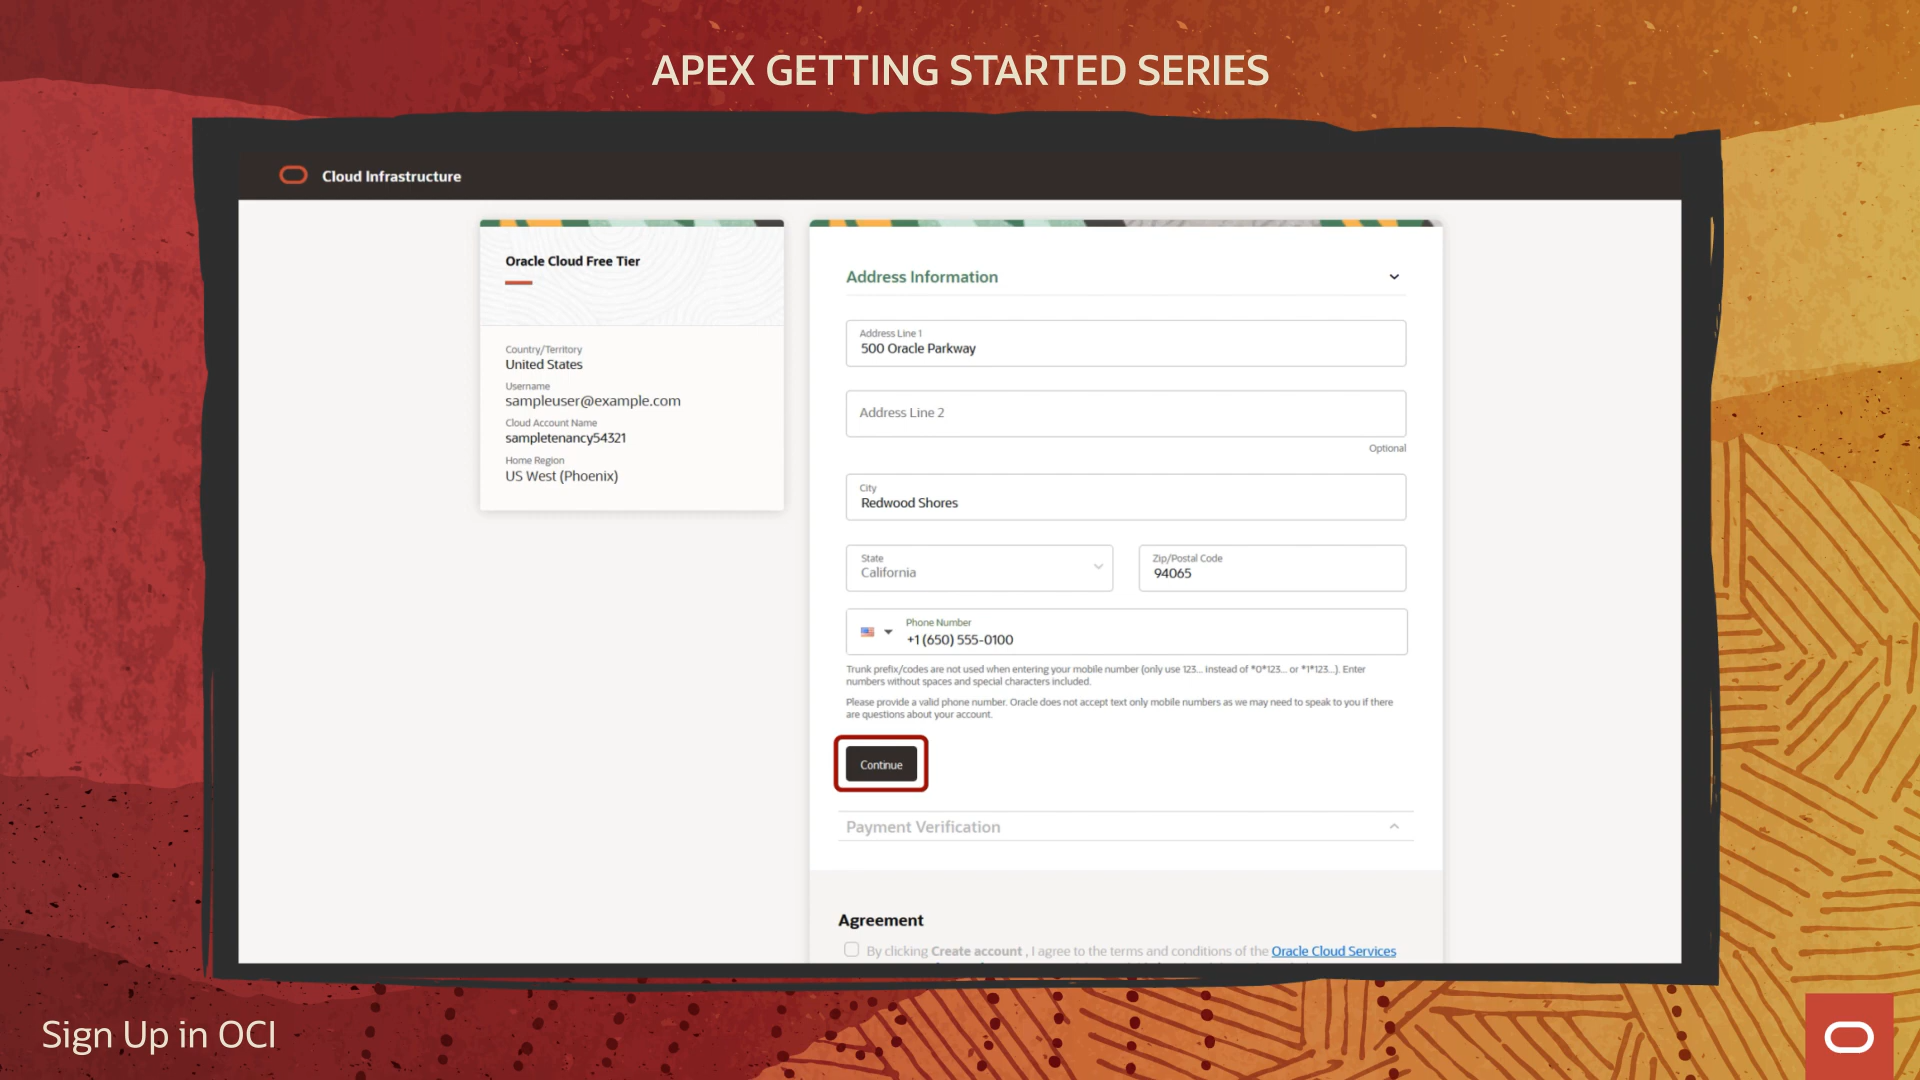 APEX GETTING STARTED SERIES
Cloud Infrastructure
Oracle Cloud Free Tier
Country/Territory
United States
Username
sampleuser@example.com
Cloud Account Name
sampletenancy54321
Home Region
US West (Phoenix)
Address Information
Address Line 1
500 Oracle Parkway
Address Line 2
Optional
City
Redwood Shores
State
California
Zip/Postal Code
94065
Phone Number
+1 (650) 555-0100
Trunk prefix/codes are not used when entering your mobile number (only use 123... instead of *0*123... or *1*123...). Enter
numbers without spaces and special characters included.
Please provide a valid phone number. Oracle does not accept text only mobile numbers as we may need to speak to you if there
are questions about your account.
Continue
Payment Verification
Agreement
By clicking Create account , I agree to the terms and conditions of the Oracle Cloud Services
Sign Up in OCI